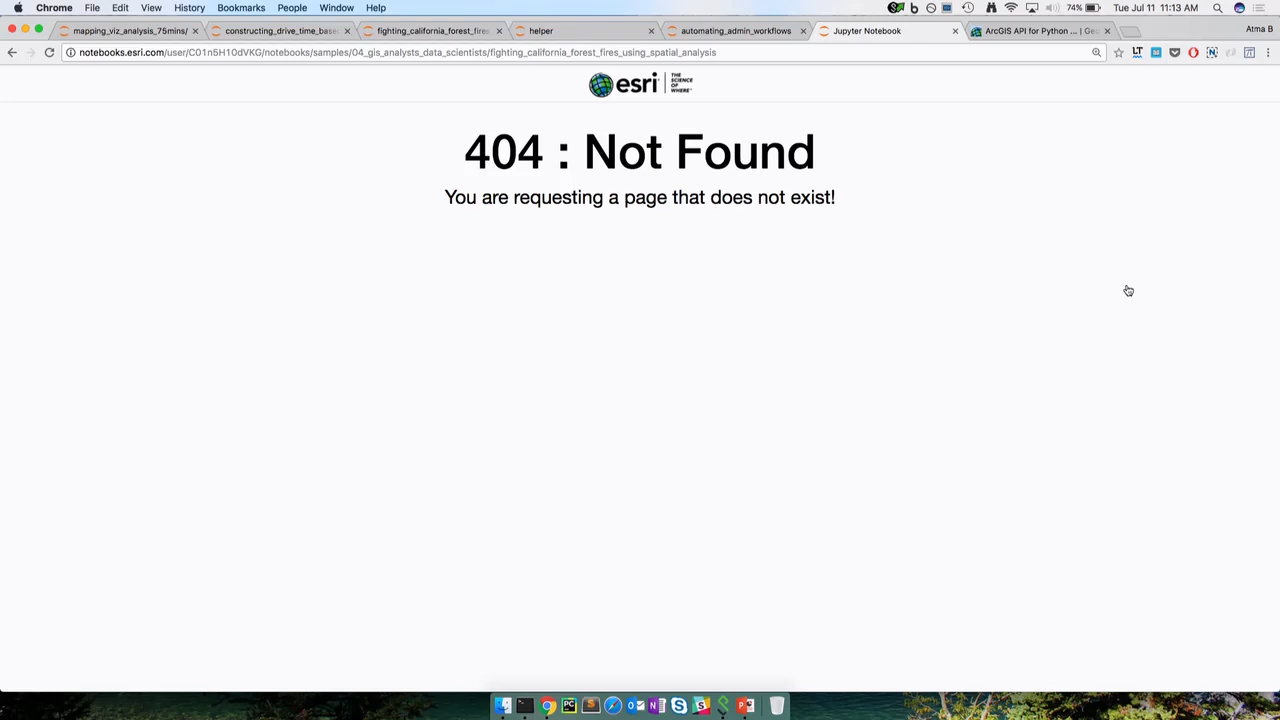 Chrome File Edit View History Bookmarks People Window Help 74% Tue Jul 11 11:13 AM
mapping_viz_analysis_75mins/ constructing_drive_time_base fighting_california_forest_fires helper automating_admin_workflows Jupyter Notebook ArcGIS API for Python ... | Geo Atma B
notebooks.esri.com/user/C01n5H10dVKG/notebooks/samples/04_gis_analysts_data_scientists/fighting_california_forest_fires_using_spatial_analysis
esri THE SCIENCE OF WHERE
404 : Not Found
You are requesting a page that does not exist!